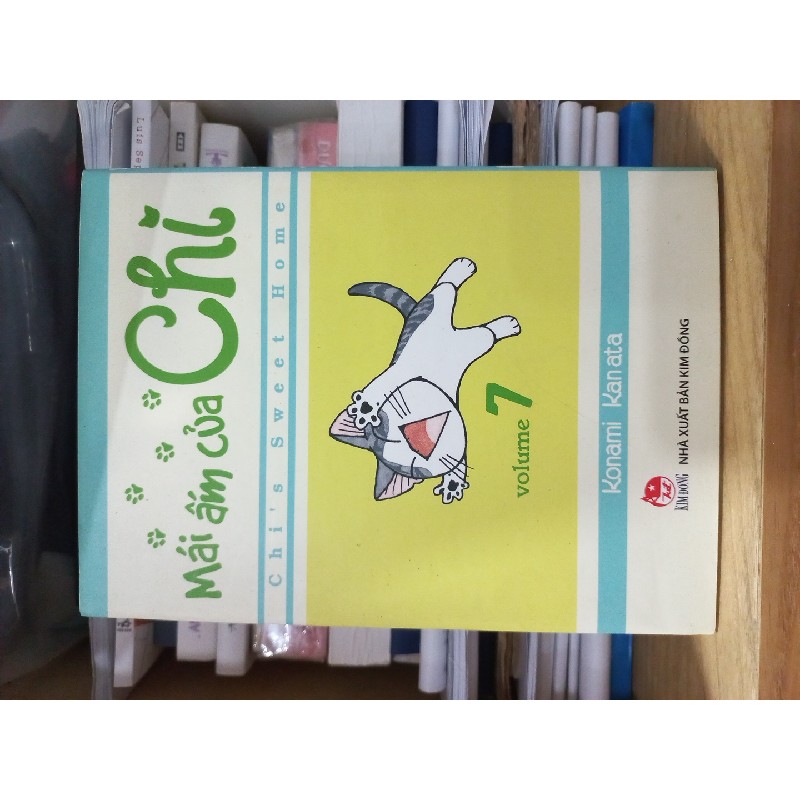 Mái ấm của
Chi
Chi's Sweet Home
volume 7
Konami Kanata
KIM ĐỒNG
NHÀ XUẤT BẢN KIM ĐỒNG